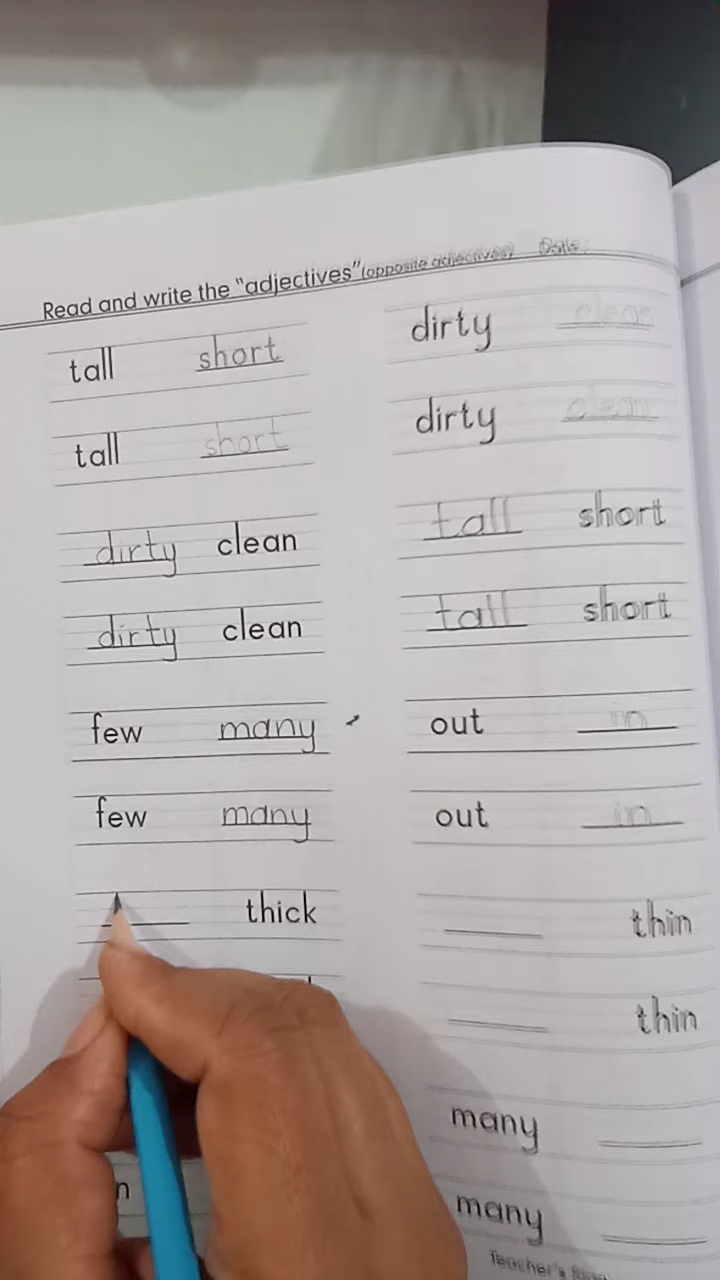 Read and write the "adjectives" (opposite adjectives) Date:
tall short
tall short
dirty clean
dirty clean
few many
few many
thick
n
dirty clean
dirty clean
tall short
tall short
out in
out in
thin
thin
many
many
Teacher's